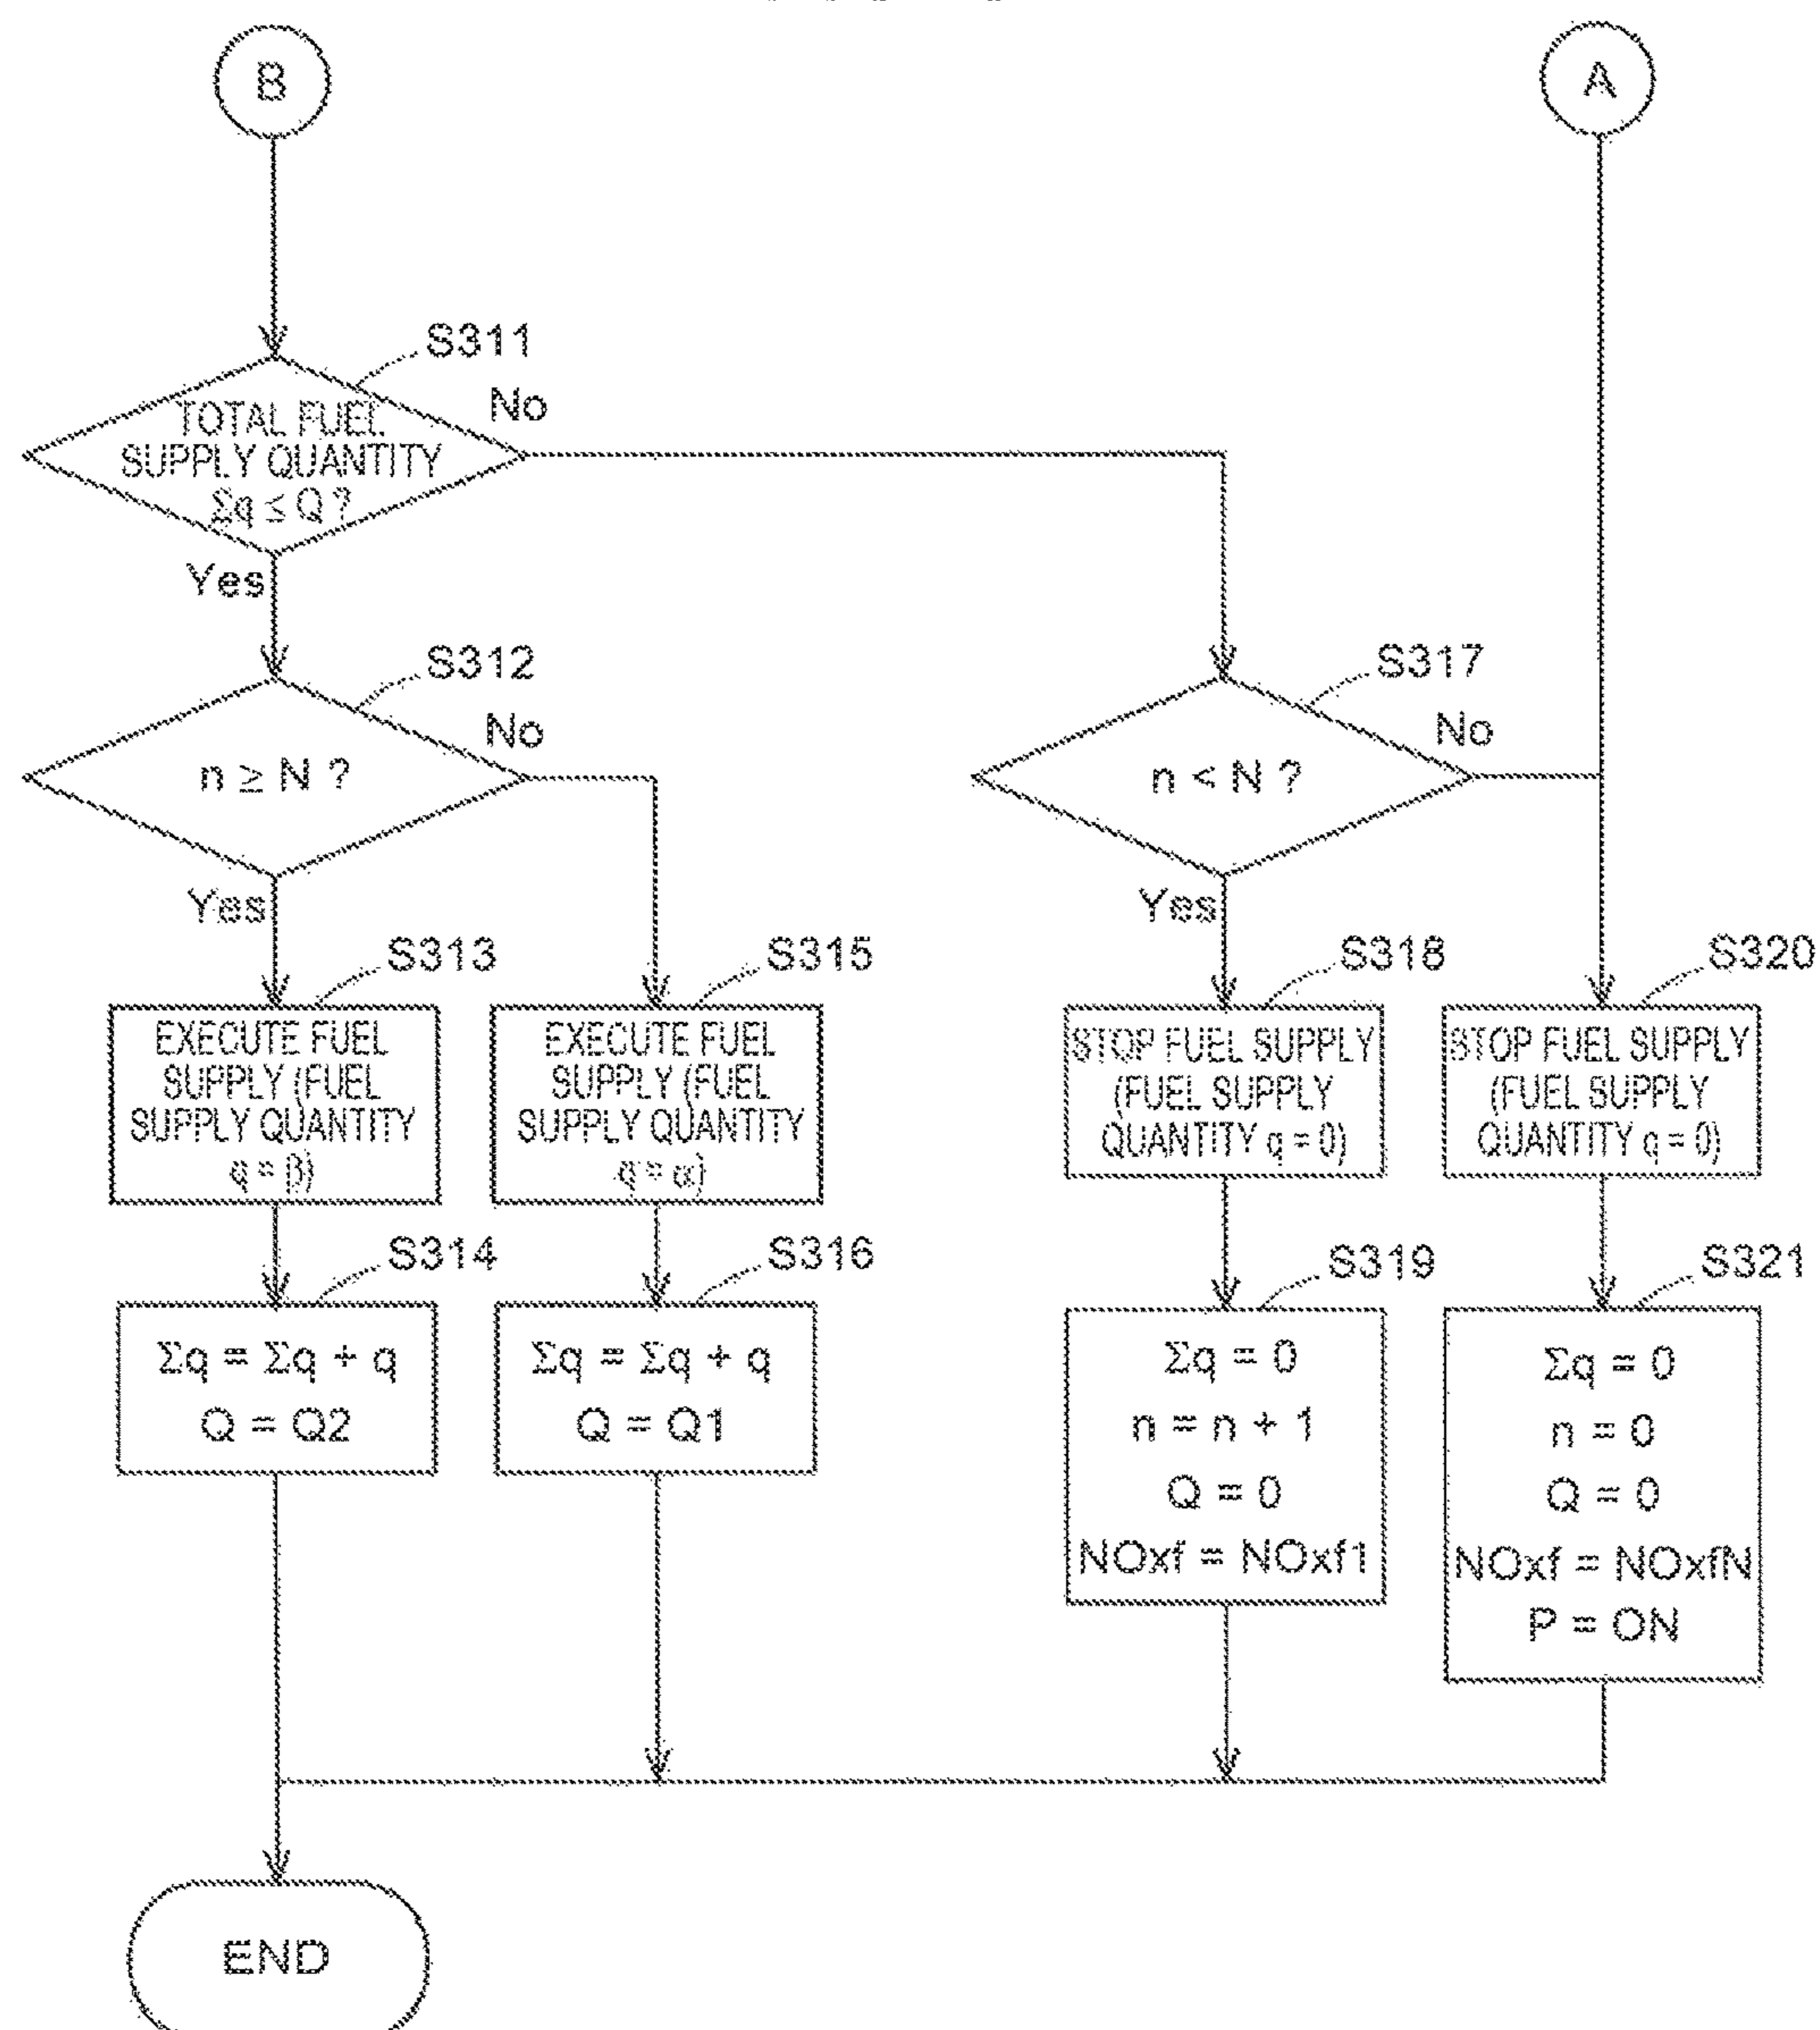 B
A
S311
No
TOTAL FUEL
SUPPLY QUANTITY
Σq ≤ Q ?
Yes
S312
No
n ≥ N ?
Yes
S317
No
n < N ?
Yes
S313
EXECUTE FUEL
SUPPLY (FUEL
SUPPLY QUANTITY
q = β)
S315
EXECUTE FUEL
SUPPLY (FUEL
SUPPLY QUANTITY
q = α)
S318
STOP FUEL SUPPLY
(FUEL SUPPLY
QUANTITY q = 0)
S320
STOP FUEL SUPPLY
(FUEL SUPPLY
QUANTITY q = 0)
S314
Σq = Σq + q
Q = Q2
S316
Σq = Σq + q
Q = Q1
S319
Σq = 0
n = n + 1
Q = 0
NOxf = NOxf1
S321
Σq = 0
n = 0
Q = 0
NOxf = NOxfN
P = ON
END